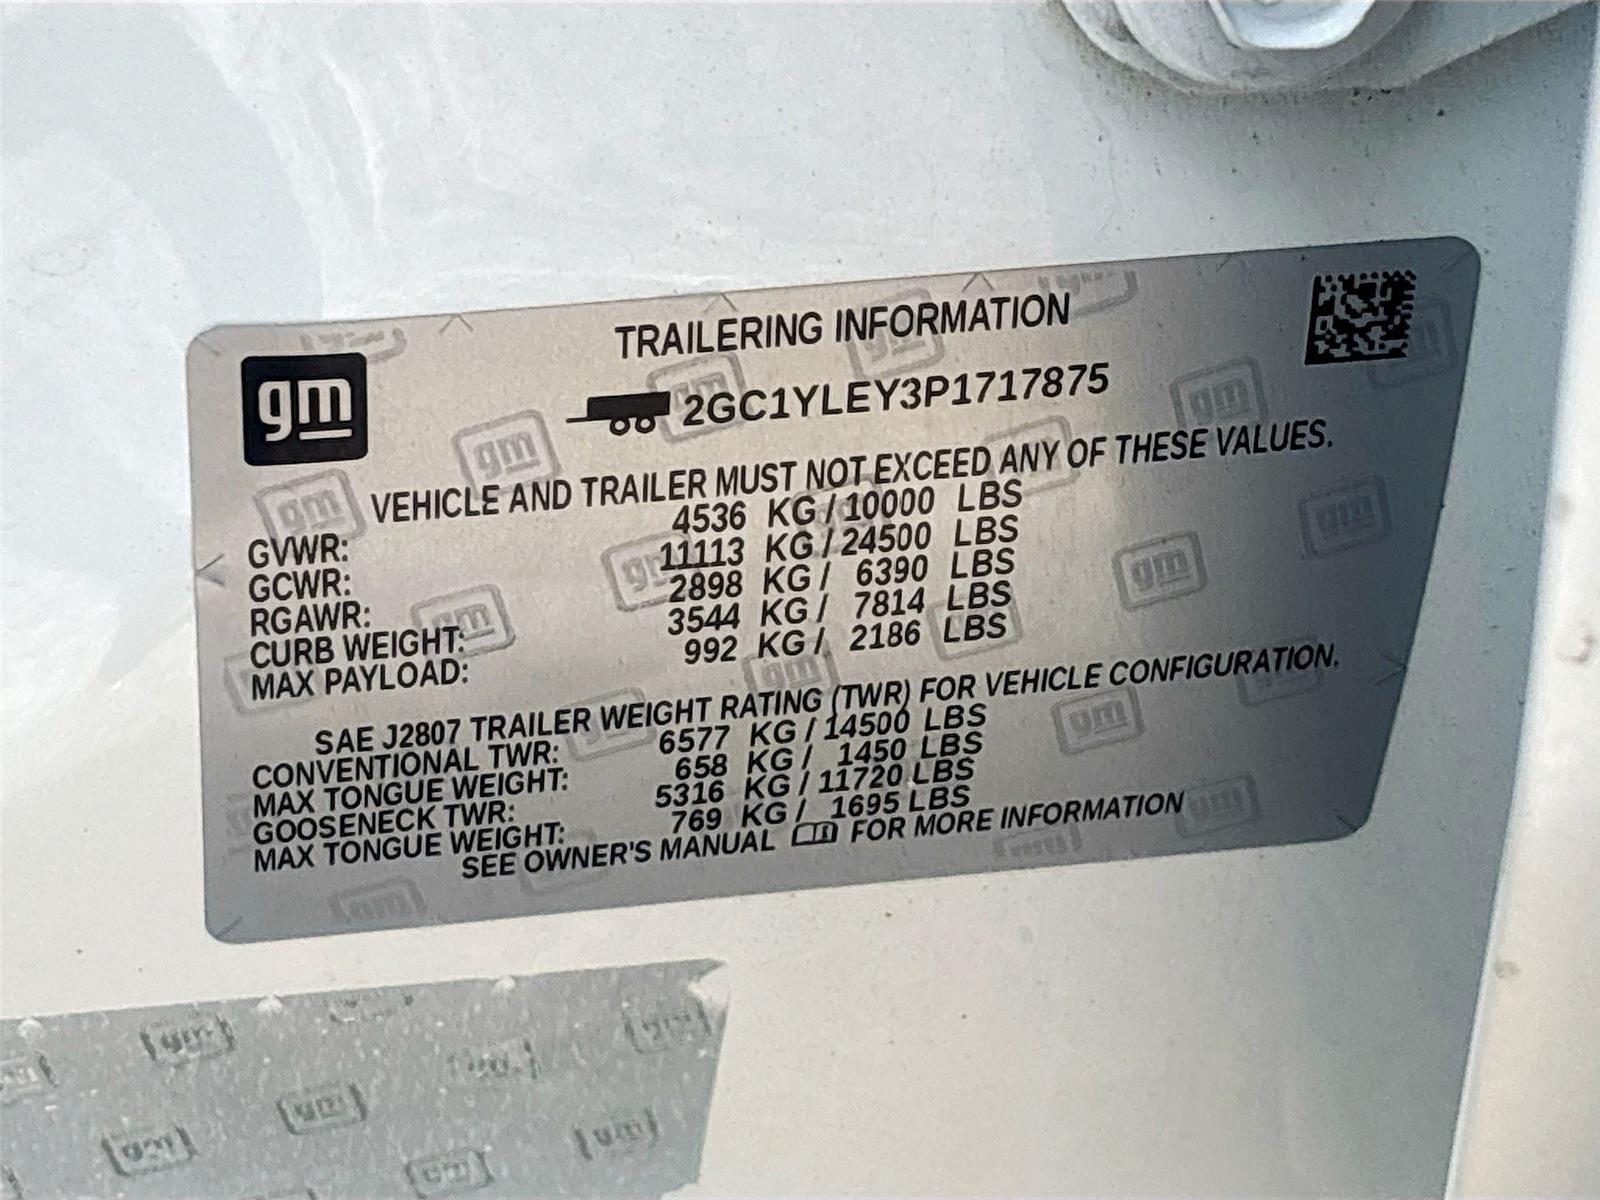 gm
TRAILERING INFORMATION
2GC1YLEY3P1717875
VEHICLE AND TRAILER MUST NOT EXCEED ANY OF THESE VALUES.
GVWR: 4536 KG / 10000 LBS
GCWR: 11113 KG / 24500 LBS
RGAWR: 2898 KG / 6390 LBS
CURB WEIGHT: 3544 KG / 7814 LBS
MAX PAYLOAD: 992 KG / 2186 LBS
SAE J2807 TRAILER WEIGHT RATING (TWR) FOR VEHICLE CONFIGURATION.
CONVENTIONAL TWR: 6577 KG / 14500 LBS
MAX TONGUE WEIGHT: 658 KG / 1450 LBS
GOOSENECK TWR: 5316 KG / 11720 LBS
MAX TONGUE WEIGHT: 769 KG / 1695 LBS
SEE OWNER'S MANUAL FOR MORE INFORMATION